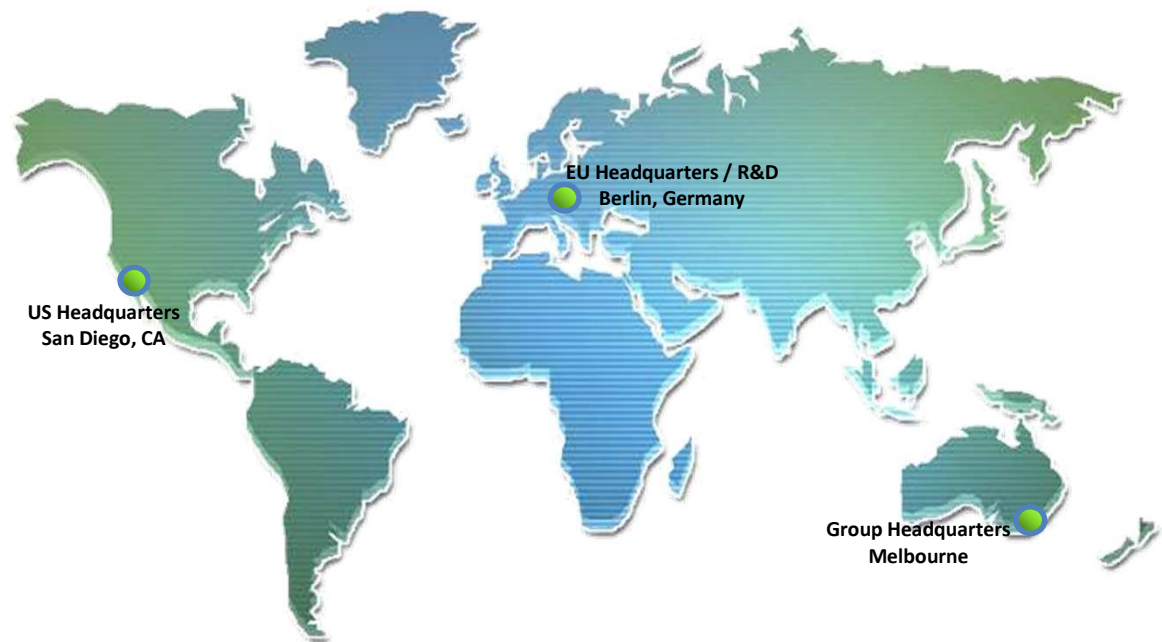 EU Headquarters / R&D
Berlin, Germany
US Headquarters
San Diego, CA
Group Headquarters
Melbourne